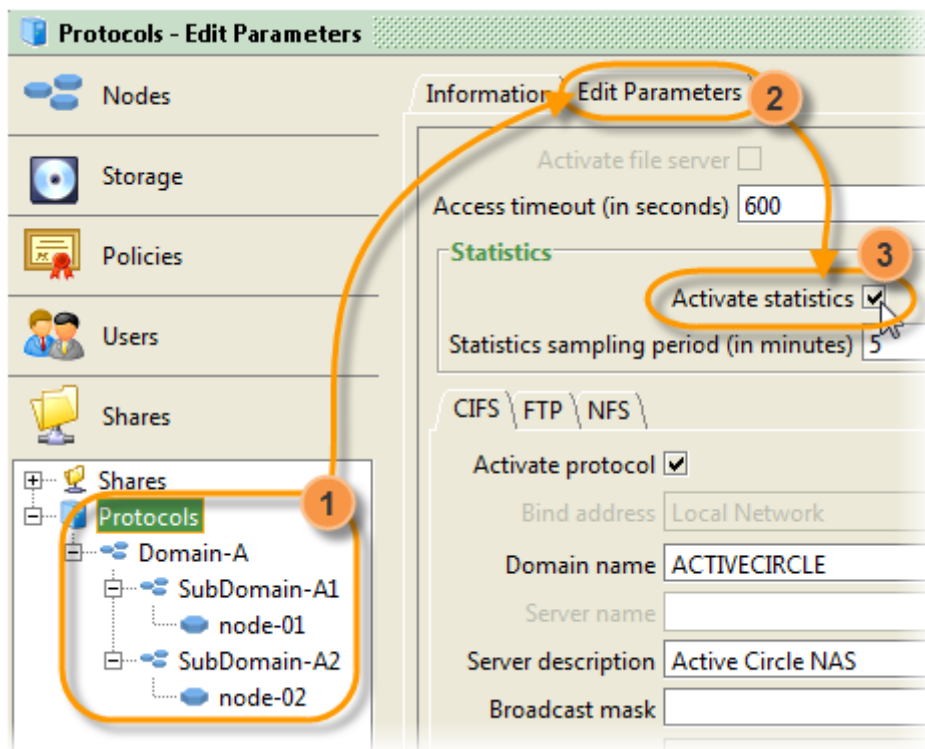 Protocols - Edit Parameters
Nodes
Storage
Policies
Users
Shares
Shares
Protocols
Domain-A
SubDomain-A1
node-01
SubDomain-A2
node-02
1
Information
Edit Parameters
2
Activate file server
Access timeout (in seconds) 600
Statistics
3
Activate statistics
Statistics sampling period (in minutes) 5
CIFS
FTP
NFS
Activate protocol
Bind address Local Network
Domain name ACTIVECIRCLE
Server name
Server description Active Circle NAS
Broadcast mask